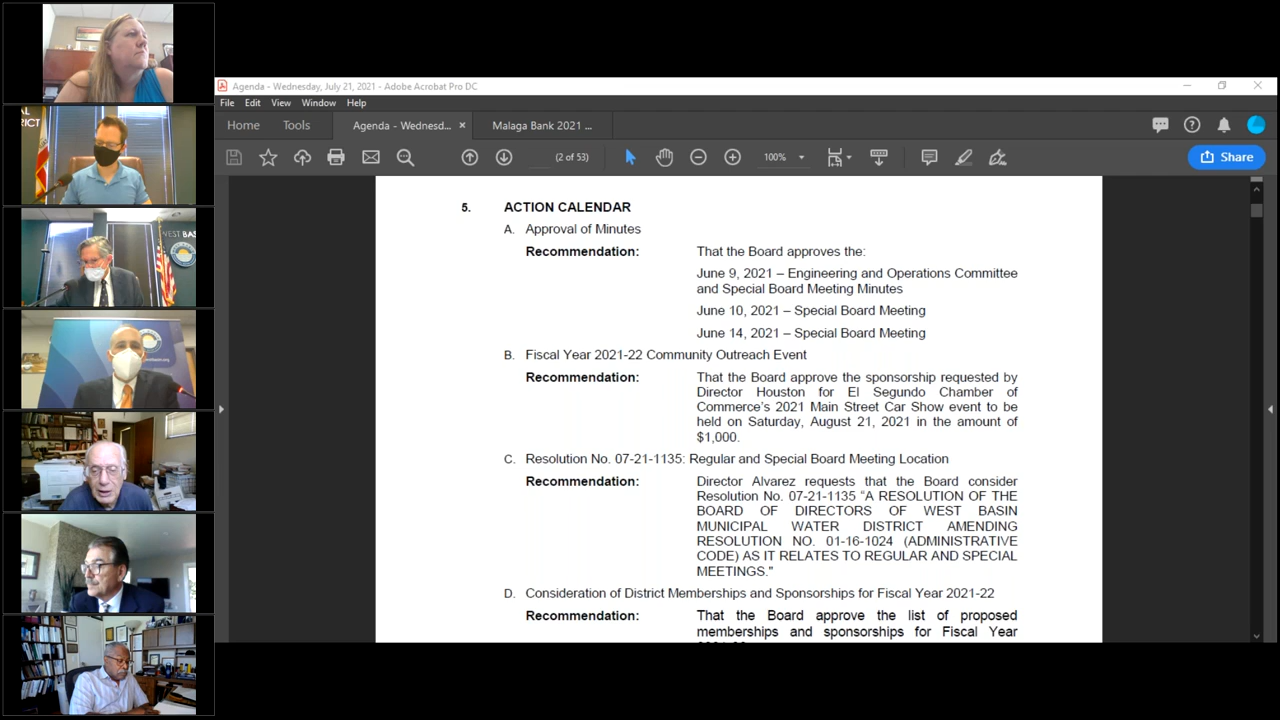 Agenda - Wednesday, July 21, 2021 - Adobe Acrobat Pro DC
File Edit View Window Help
Home Tools Agenda - Wednesd... × Malaga Bank 2021 ...
(2 of 53) 100% Share
5. ACTION CALENDAR
A. Approval of Minutes
Recommendation: That the Board approves the:
June 9, 2021 – Engineering and Operations Committee
and Special Board Meeting Minutes
June 10, 2021 – Special Board Meeting
June 14, 2021 – Special Board Meeting
B. Fiscal Year 2021-22 Community Outreach Event
Recommendation: That the Board approve the sponsorship requested by
Director Houston for El Segundo Chamber of
Commerce's 2021 Main Street Car Show event to be
held on Saturday, August 21, 2021 in the amount of
$1,000.
C. Resolution No. 07-21-1135: Regular and Special Board Meeting Location
Recommendation: Director Alvarez requests that the Board consider
Resolution No. 07-21-1135 “A RESOLUTION OF THE
BOARD OF DIRECTORS OF WEST BASIN
MUNICIPAL WATER DISTRICT AMENDING
RESOLUTION NO. 01-16-1024 (ADMINISTRATIVE
CODE) AS IT RELATES TO REGULAR AND SPECIAL
MEETINGS.”
D. Consideration of District Memberships and Sponsorships for Fiscal Year 2021-22
Recommendation: That the Board approve the list of proposed
memberships and sponsorships for Fiscal Year